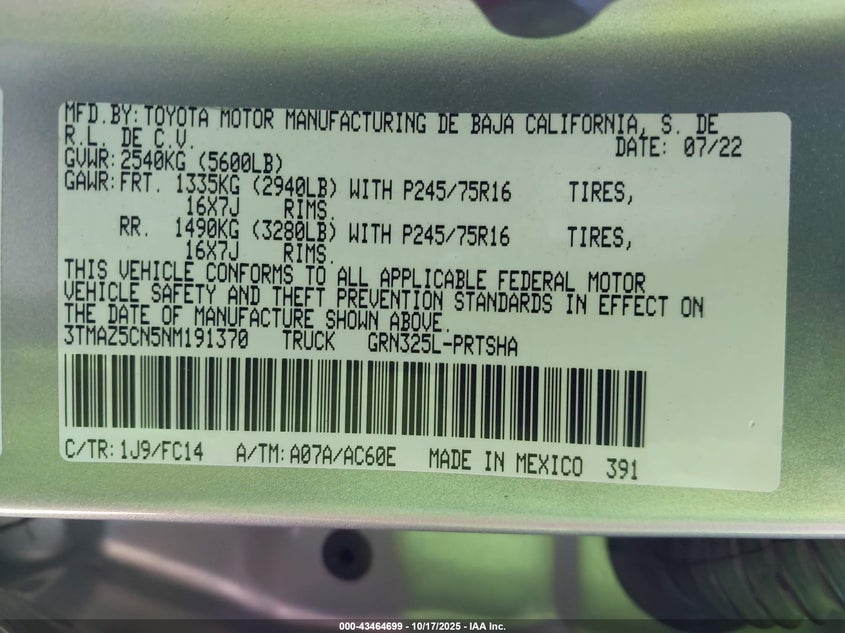 MFD.BY:TOYOTA MOTOR MANUFACTURING DE BAJA CALIFORNIA, S. DE
R.L. DE C.V. DATE: 07/22
GVWR:2540KG (5600LB)
GAWR:FRT. 1335KG (2940LB) WITH P245/75R16 TIRES,
16X7J RIMS.
RR. 1490KG (3280LB) WITH P245/75R16 TIRES,
16X7J RIMS.
THIS VEHICLE CONFORMS TO ALL APPLICABLE FEDERAL MOTOR
VEHICLE SAFETY AND THEFT PREVENTION STANDARDS IN EFFECT ON
THE DATE OF MANUFACTURE SHOWN ABOVE.
3TMAZ5CN5NM191370 TRUCK GRN325L-PRTSHA
C/TR:1J9/FC14 A/TM:A07A/AC60E MADE IN MEXICO 391
000-43464699 - 10/17/2025 - IAA Inc.